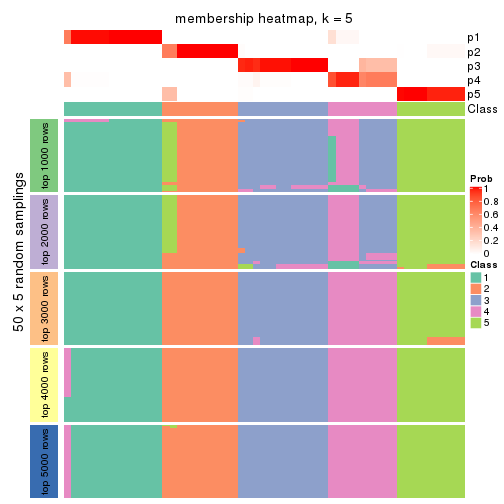 membership heatmap, k = 5
p1
p2
p3
p4
p5
Class
50 x 5 random samplings
top 1000 rows
top 2000 rows
top 3000 rows
top 4000 rows
top 5000 rows
Prob
1
0.8
0.6
0.4
0.2
0
Class
1
2
3
4
5